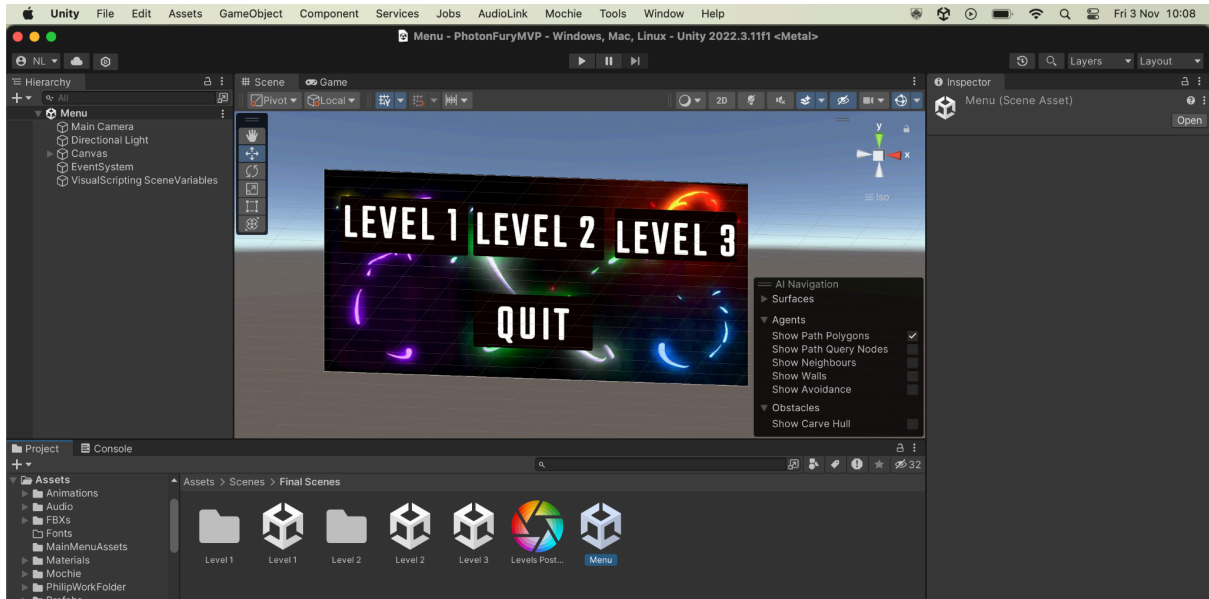 Unity File Edit Assets GameObject Component Services Jobs AudioLink Mochie Tools Window Help Fri 3 Nov 10:08
Menu - PhotonFuryMVP - Windows, Mac, Linux - Unity 2022.3.11f1 <Metal>
NL Layers Layout
Hierarchy
All
Menu
Main Camera
Directional Light
Canvas
EventSystem
VisualScripting SceneVariables
Scene Game
Pivot Local 2D
y
x
Iso
LEVEL 1 LEVEL 2 LEVEL 3
QUIT
AI Navigation
Surfaces
Agents
Show Path Polygons
Show Path Query Nodes
Show Neighbours
Show Walls
Show Avoidance
Obstacles
Show Carve Hull
Inspector
Menu (Scene Asset)
Open
Project Console
32
Assets
Animations
Audio
FBXs
Fonts
MainMenuAssets
Materials
Mochie
PhilipWorkFolder
Prefabs
Assets > Scenes > Final Scenes
Level 1 Level 1 Level 2 Level 2 Level 3 Levels Post... Menu